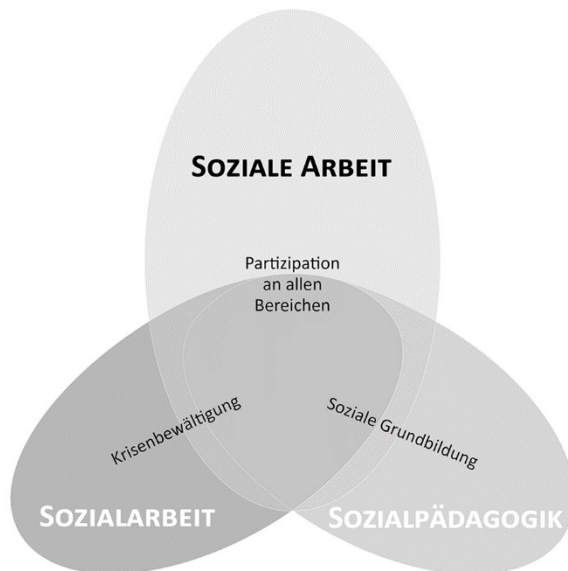 SOZIALE ARBEIT
Partizipation
an allen
Bereichen
Krisenbewältigung
Soziale Grundbildung
SOZIALARBEIT
SOZIALPÄDAGOGIK